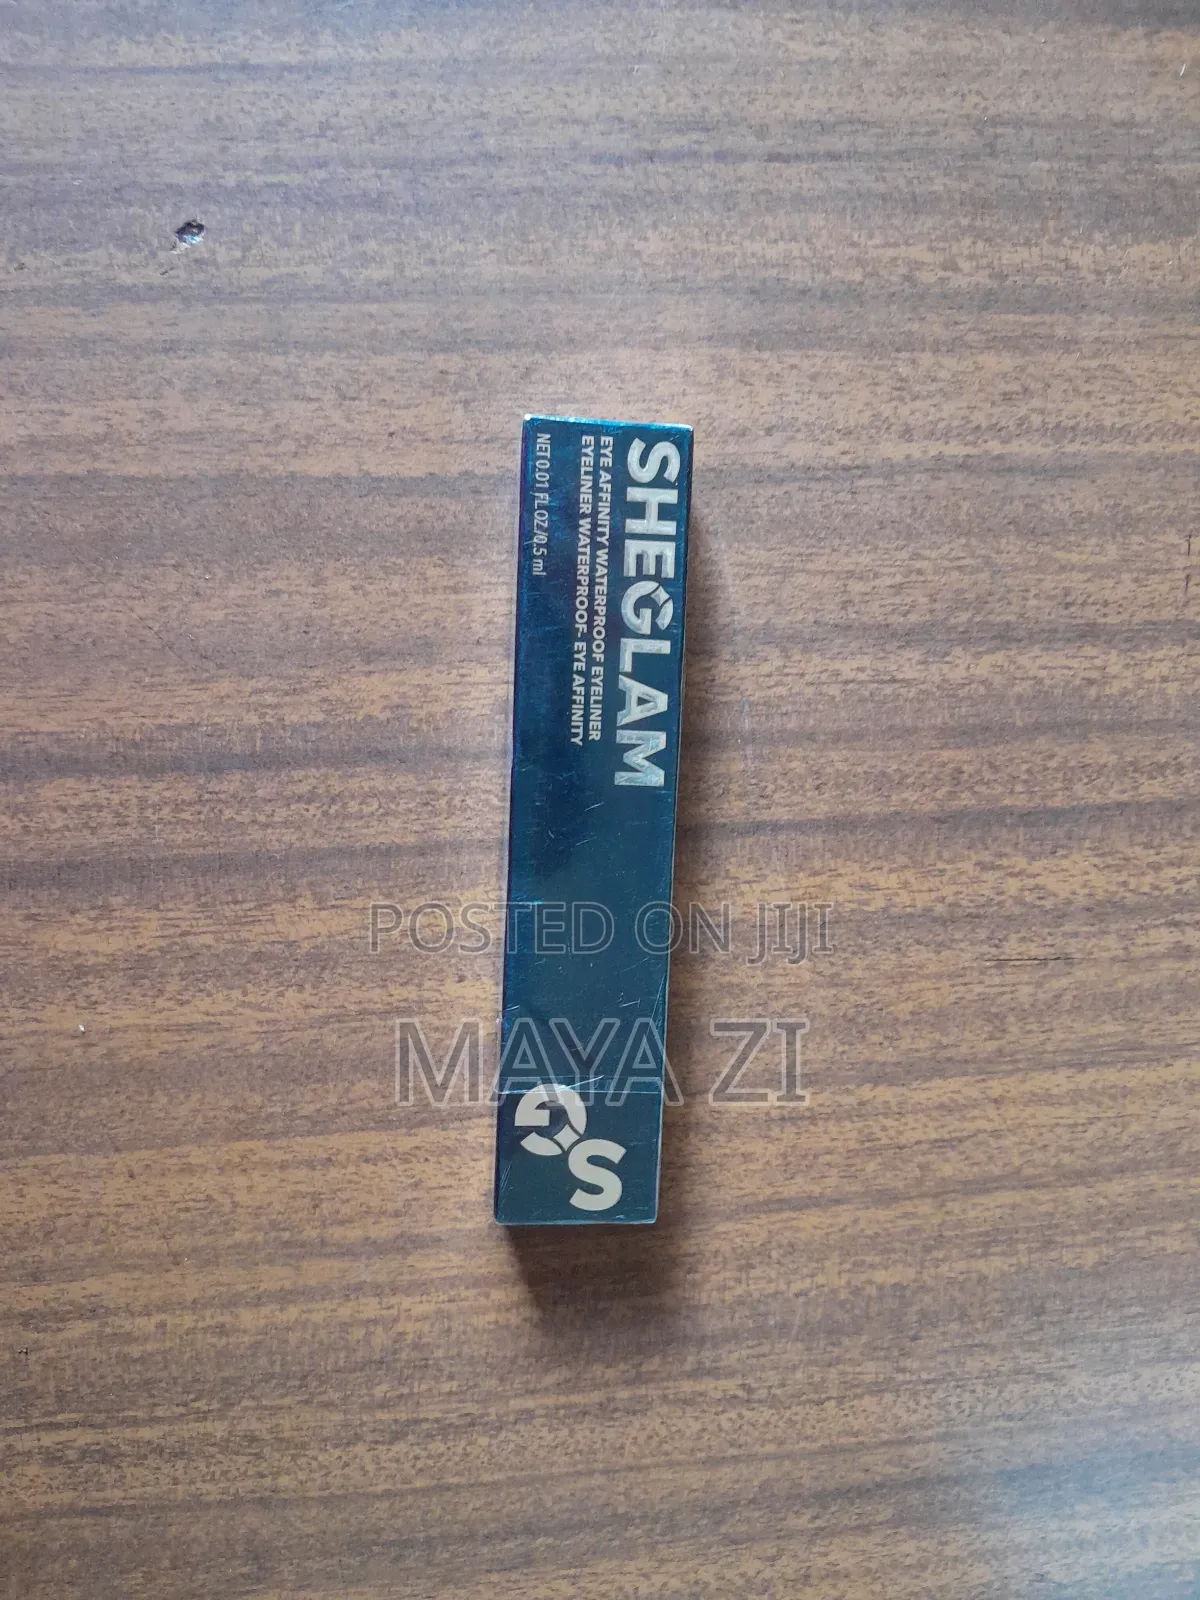 SHEGLAM
EYE AFFINITY WATERPROOF EYELINER
EYELINER WATERPROOF- EYE AFFINITY
NET 0.01 FL OZ./0.5 ml
SG
POSTED ON JIJI
MAYA ZI